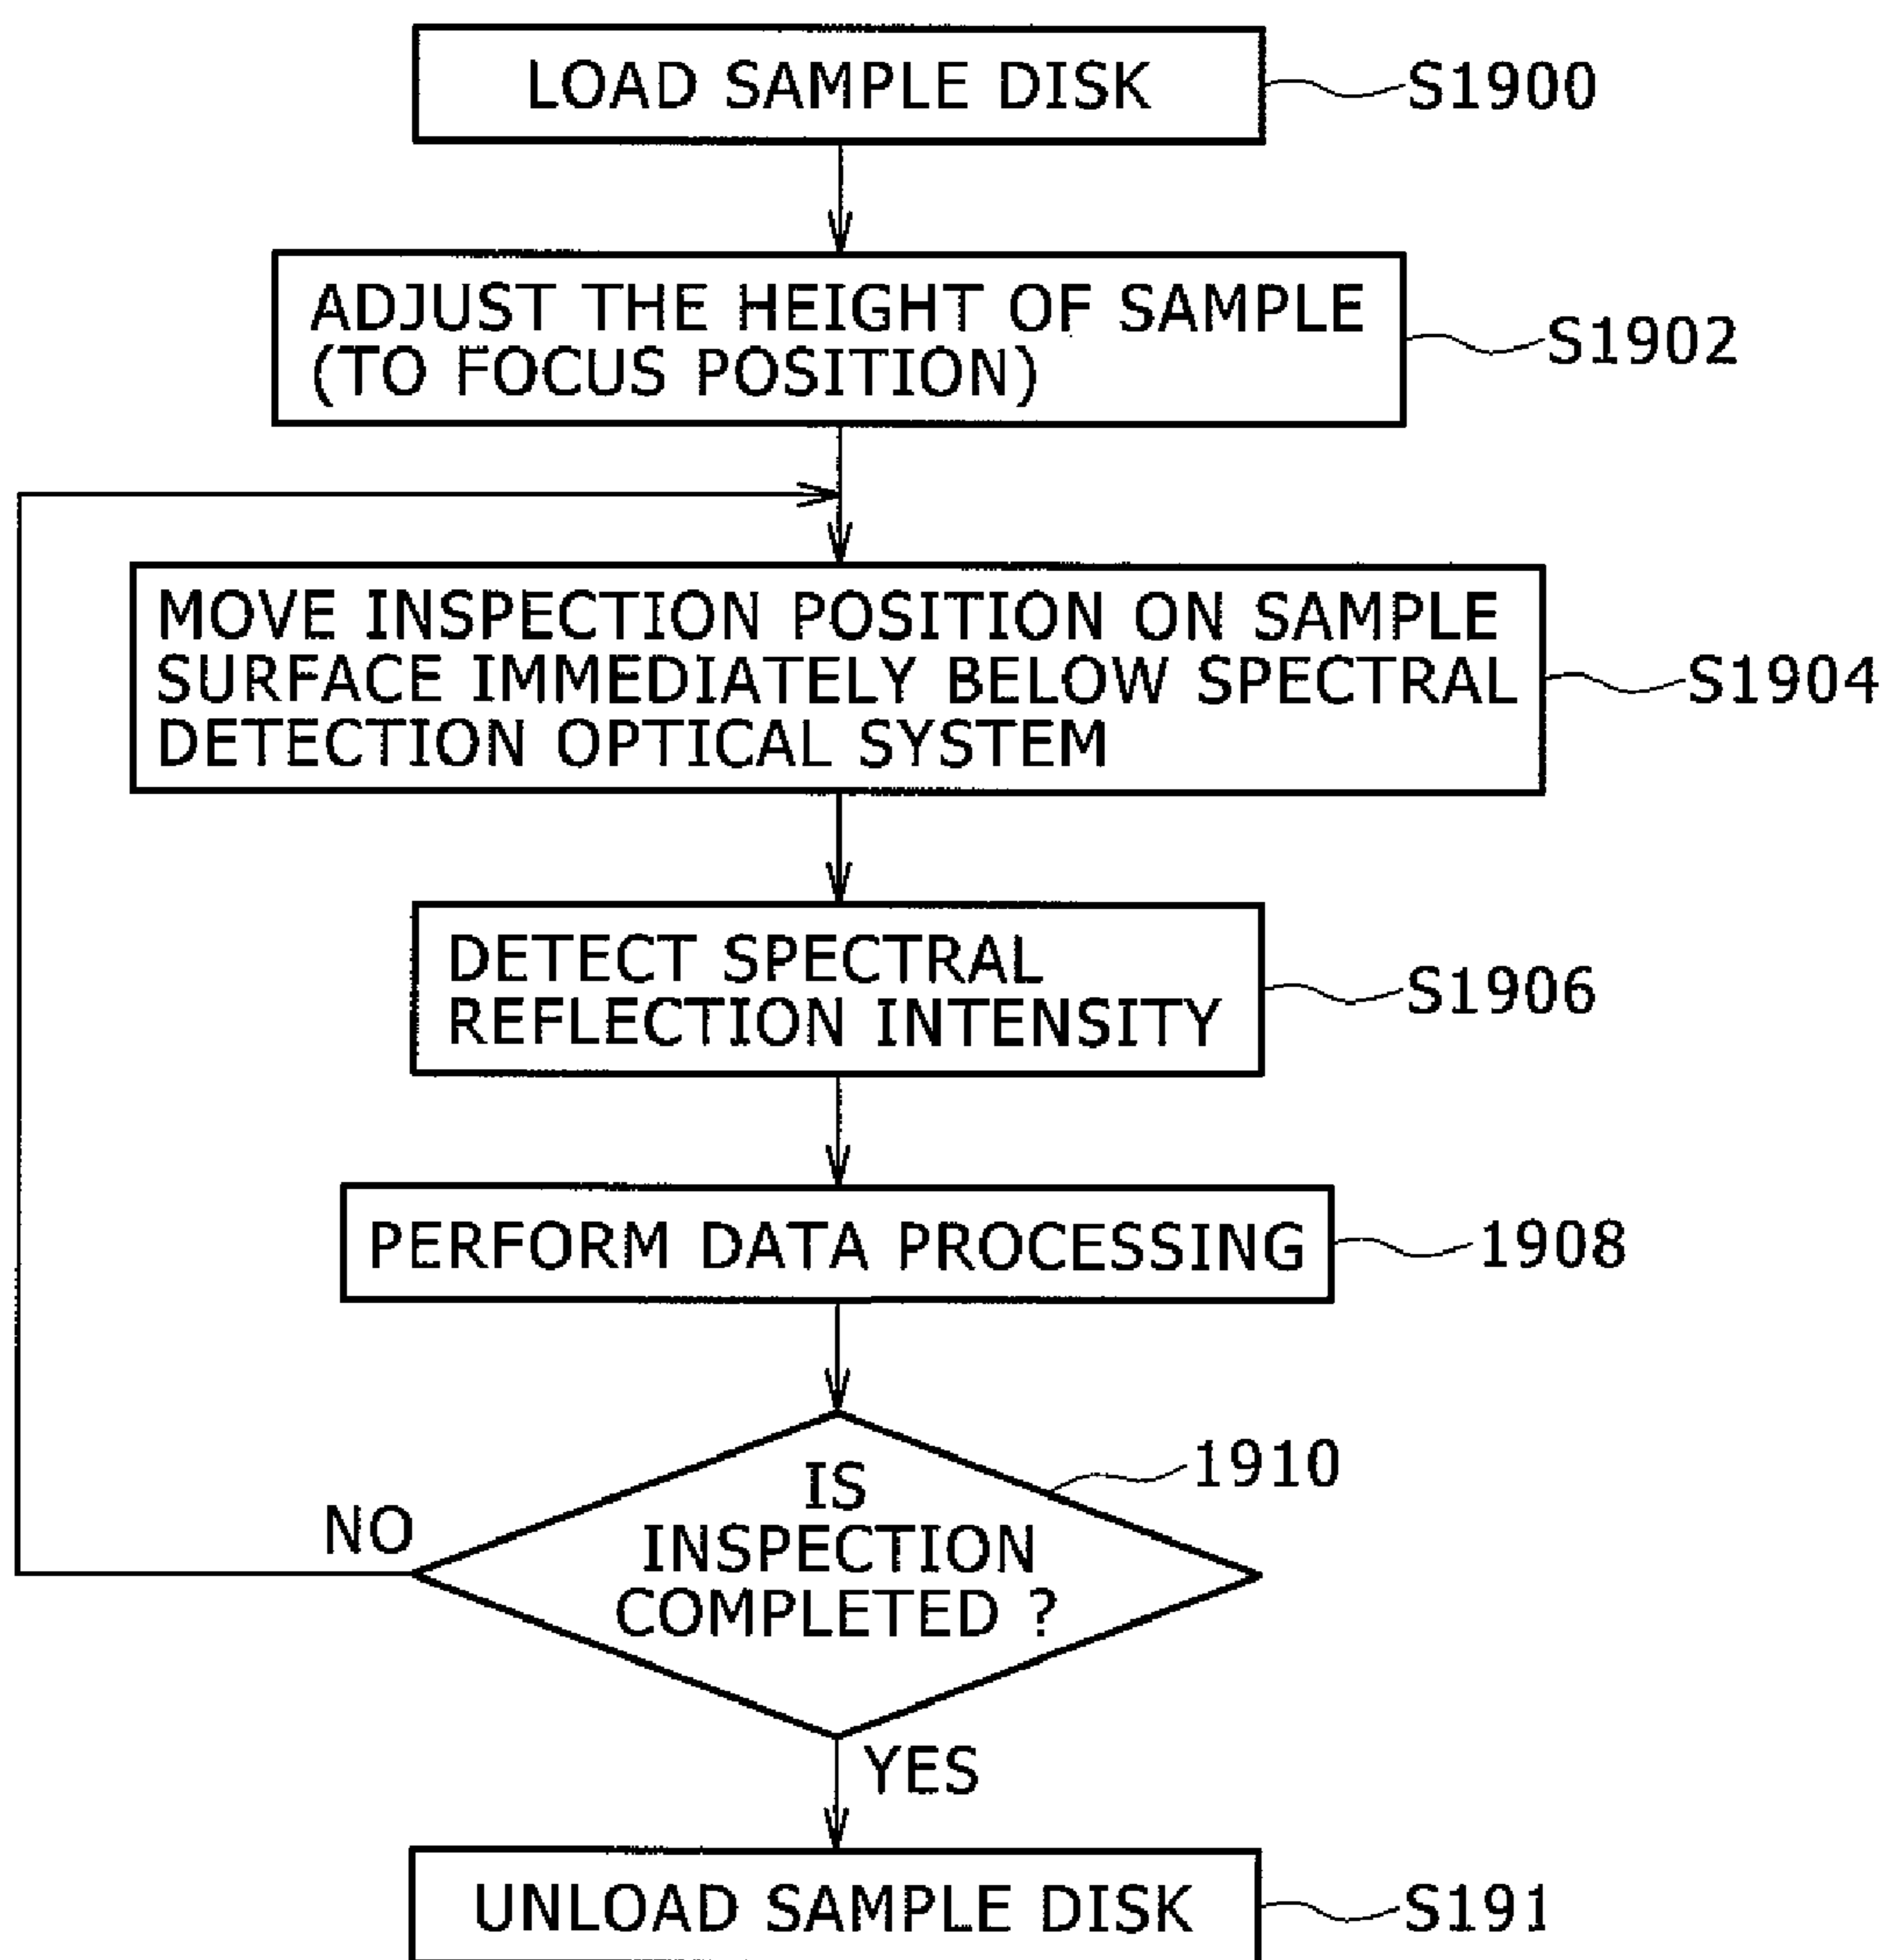 LOAD SAMPLE DISK
S1900
ADJUST THE HEIGHT OF SAMPLE
(TO FOCUS POSITION)
S1902
MOVE INSPECTION POSITION ON SAMPLE
SURFACE IMMEDIATELY BELOW SPECTRAL
DETECTION OPTICAL SYSTEM
S1904
DETECT SPECTRAL
REFLECTION INTENSITY
S1906
PERFORM DATA PROCESSING
1908
IS
INSPECTION
COMPLETED ?
1910
NO
YES
UNLOAD SAMPLE DISK
S191